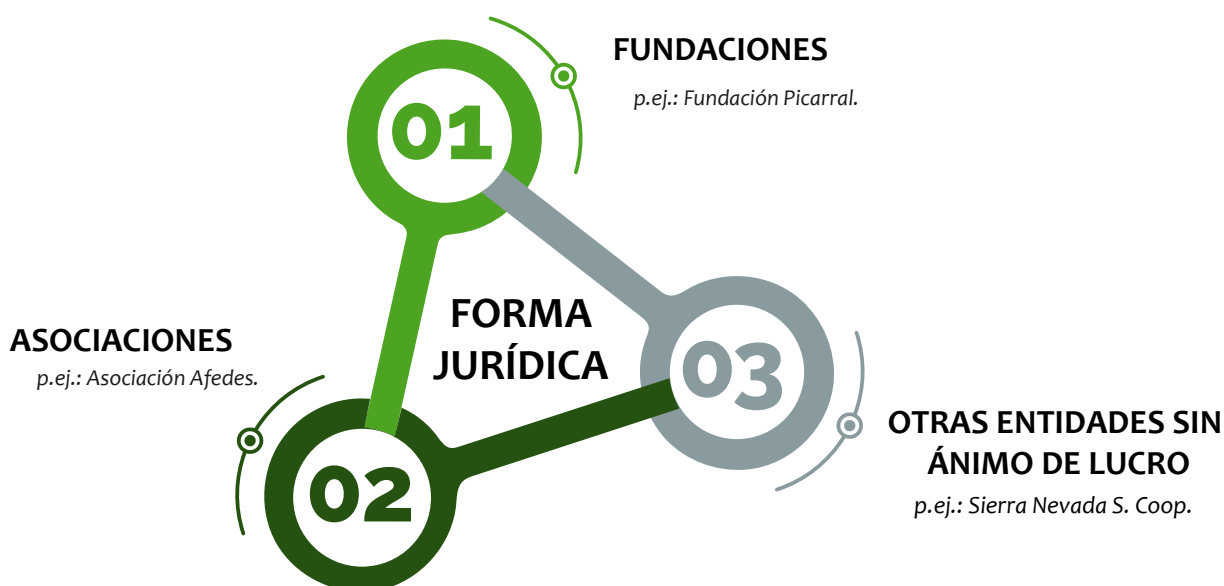 01
FUNDACIONES
p.ej.: Fundación Picarral.
FORMA
JURÍDICA
ASOCIACIONES
p.ej.: Asociación Afedes.
02
03
OTRAS ENTIDADES SIN
ÁNIMO DE LUCRO
p.ej.: Sierra Nevada S. Coop.